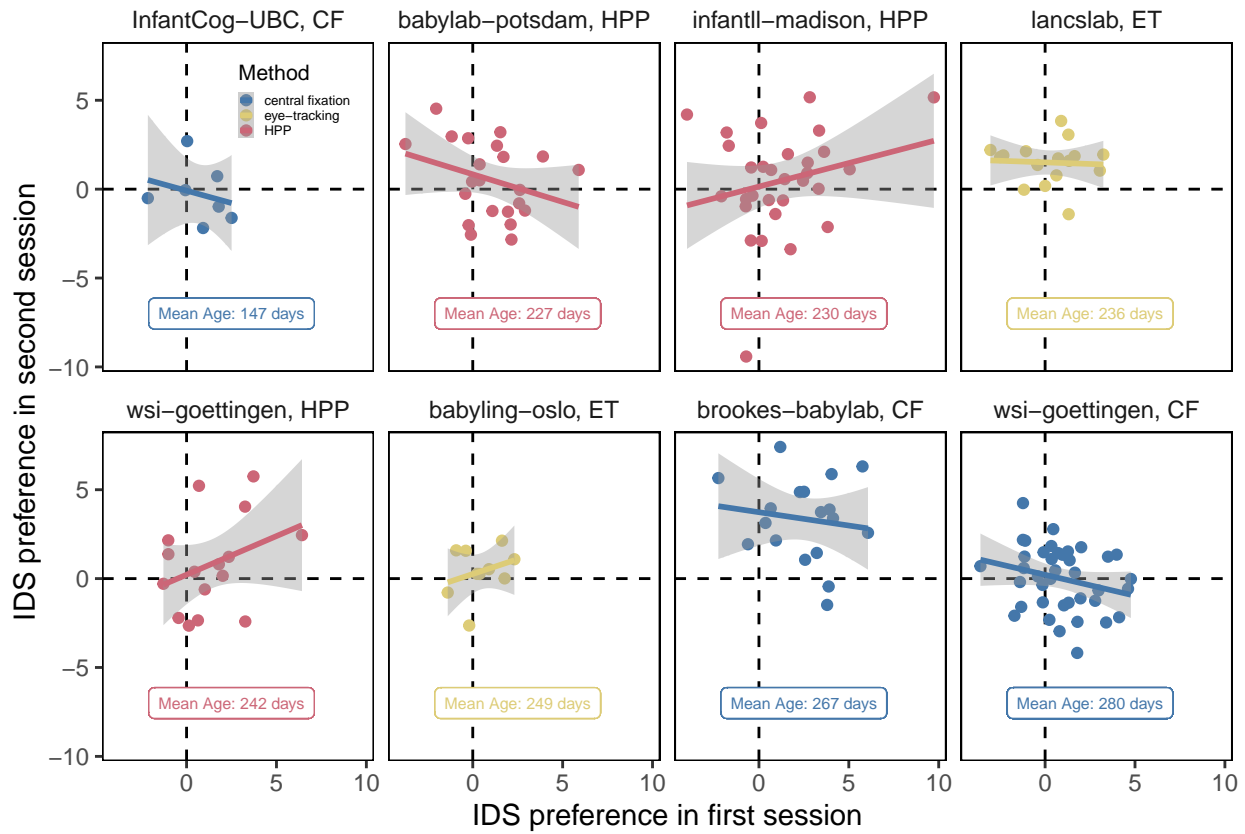 InfantCog−UBC, CF
babylab−potsdam, HPP
infantll−madison, HPP
lancslab, ET
Method
central fixation
eye−tracking
HPP
5
0
−5
−10
Mean Age: 147 days
Mean Age: 227 days
Mean Age: 230 days
Mean Age: 236 days
IDS preference in second session
wsi−goettingen, HPP
babyling−oslo, ET
brookes−babylab, CF
wsi−goettingen, CF
5
0
−5
−10
Mean Age: 242 days
Mean Age: 249 days
Mean Age: 267 days
Mean Age: 280 days
0 5 10
0 5 10
0 5 10
0 5 10
IDS preference in first session